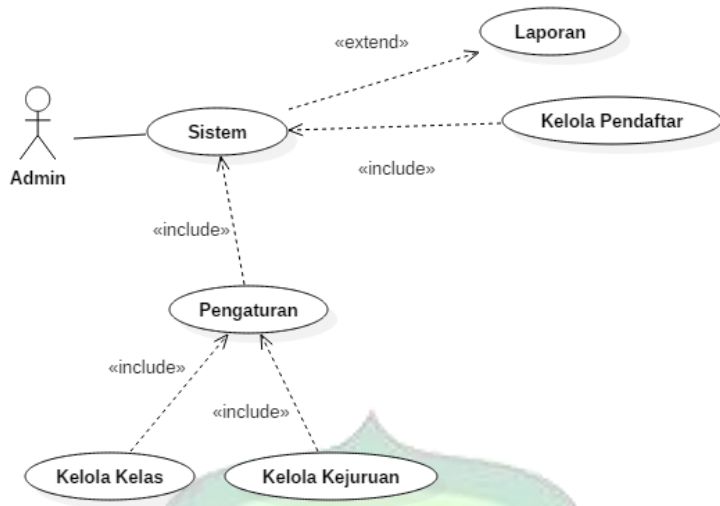 «extend»
Laporan
Sistem
Kelola Pendaftar
Admin
«include»
«include»
Pengaturan
«include»
«include»
Kelola Kelas
Kelola Kejuruan